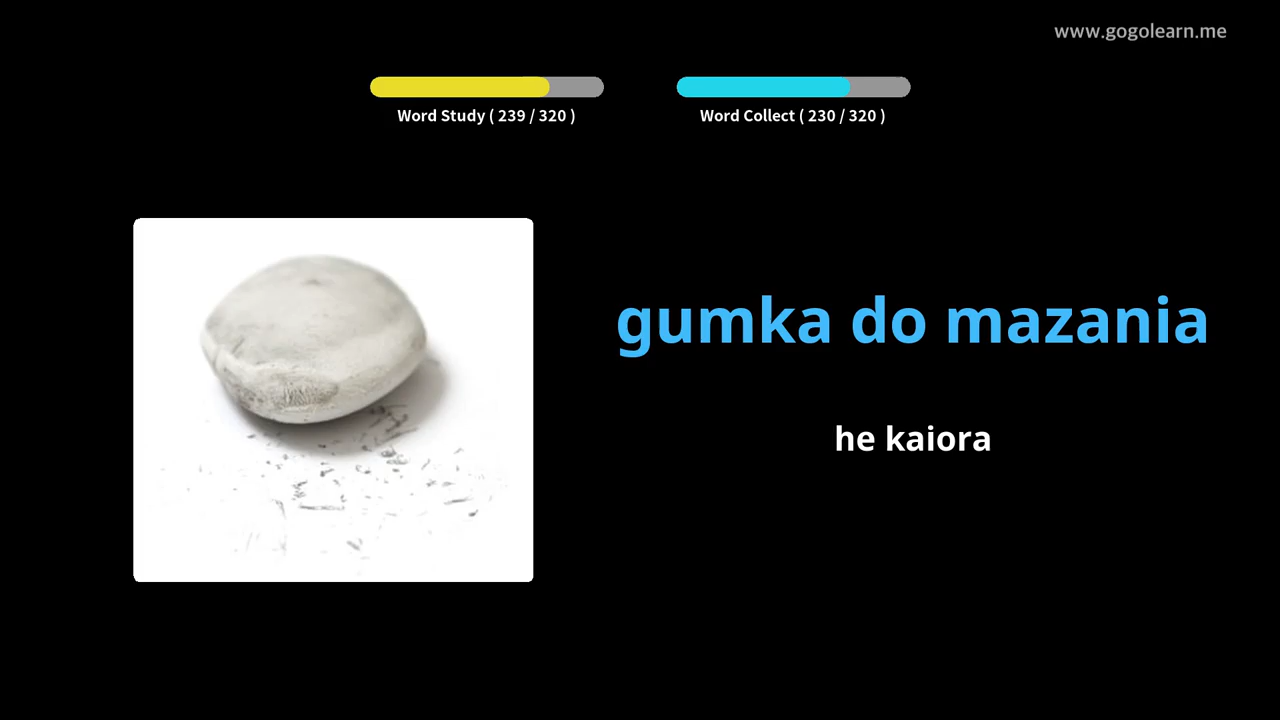 www.gogolearn.me
Word Study ( 239 / 320 )
Word Collect ( 230 / 320 )
gumka do mazania
he kaiora